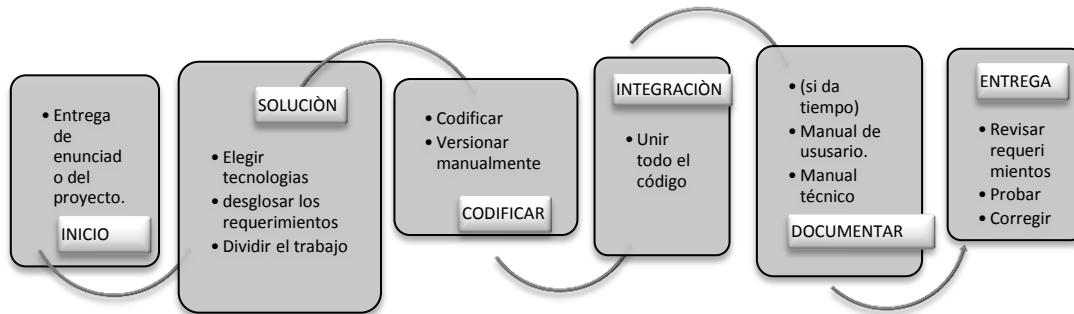 • Entrega
de
enunciad
o del
proyecto.
INICIO
SOLUCIÒN
• Elegir
tecnologias
• desglosar los
requerimientos
• Dividir el trabajo
• Codificar
• Versionar
manualmente
CODIFICAR
INTEGRACIÒN
• Unir
todo el
código
• (si da
tiempo)
• Manual de
ususario.
• Manual
técnico
DOCUMENTAR
ENTREGA
• Revisar
requeri
mientos
• Probar
• Corregir